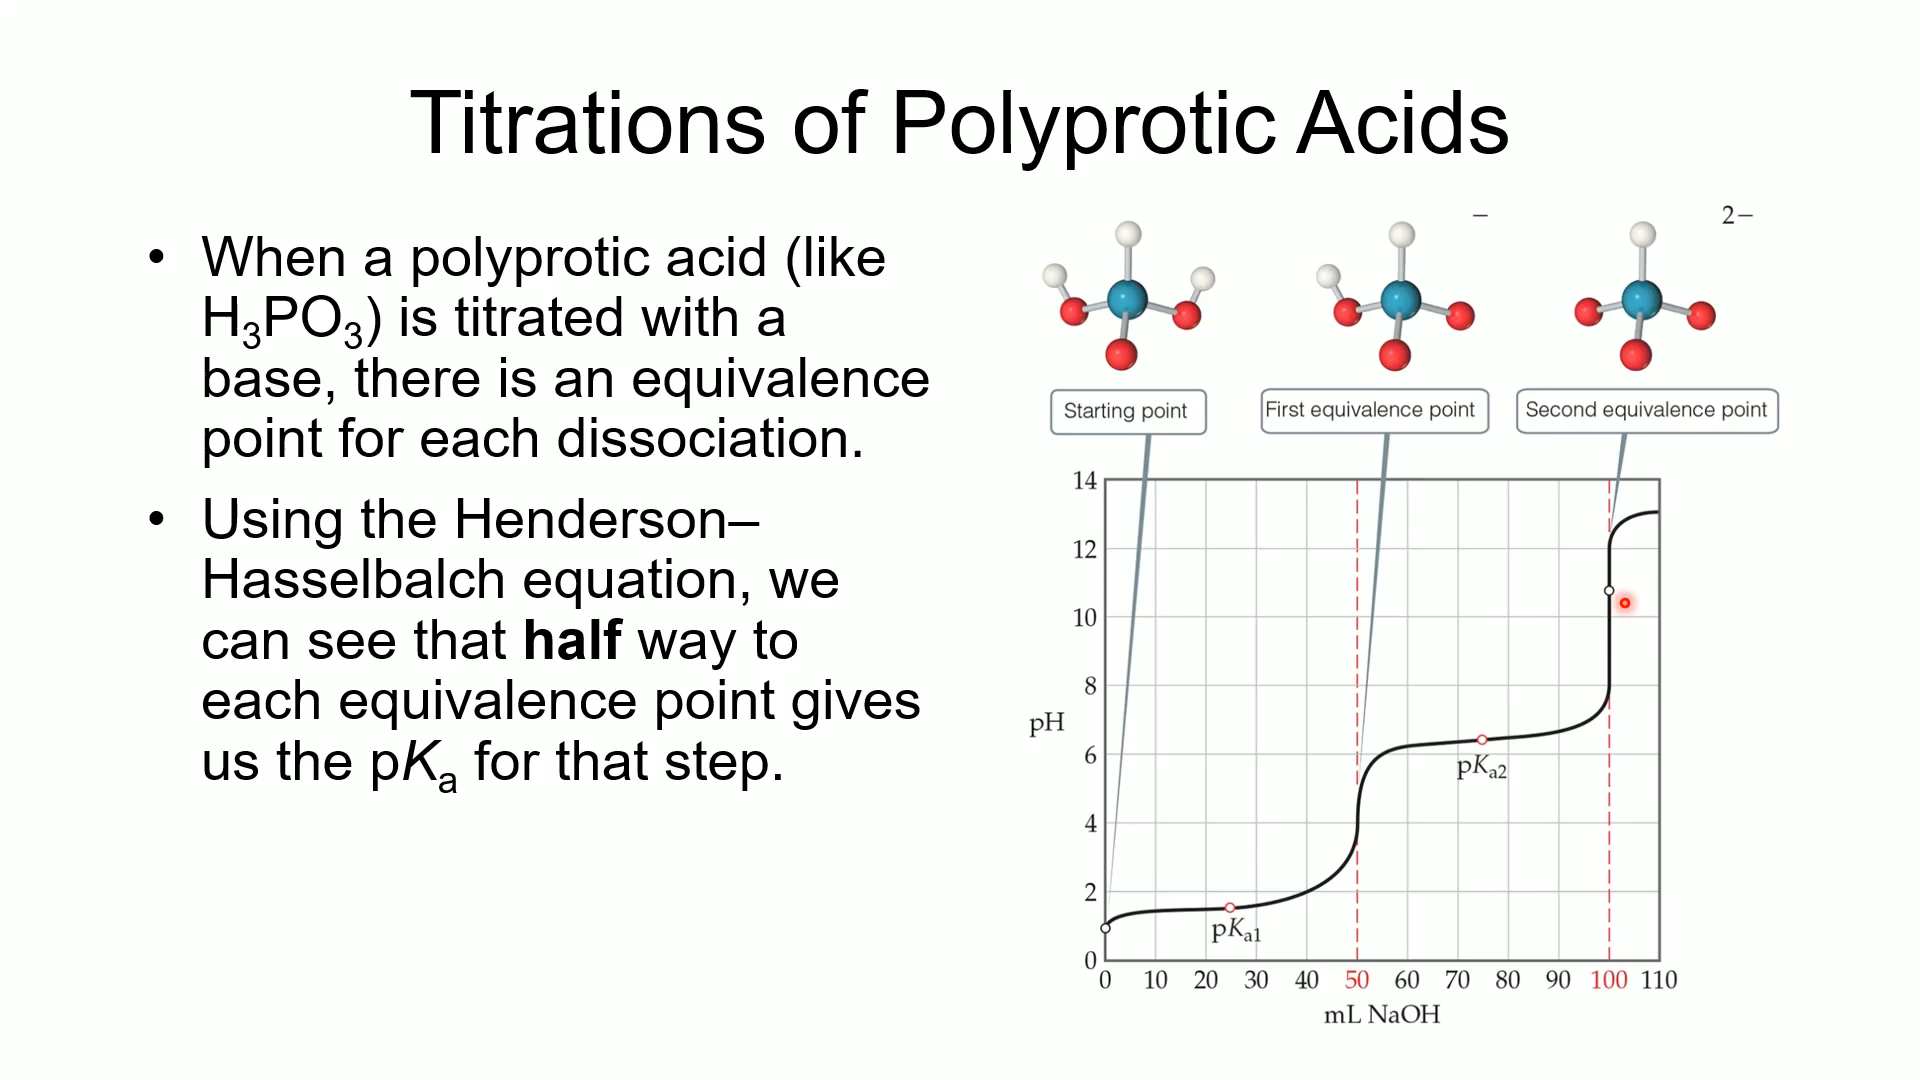 Titrations of Polyprotic Acids
• When a polyprotic acid (like
H₃PO₃) is titrated with a
base, there is an equivalence
point for each dissociation.
• Using the Henderson–
Hasselbalch equation, we
can see that half way to
each equivalence point gives
us the pKₐ for that step.
− 2−
Starting point First equivalence point Second equivalence point
14
12
10
8
pH
6
pKₐ₂
4
2
pKₐ₁
0
0 10 20 30 40 50 60 70 80 90 100 110
mL NaOH